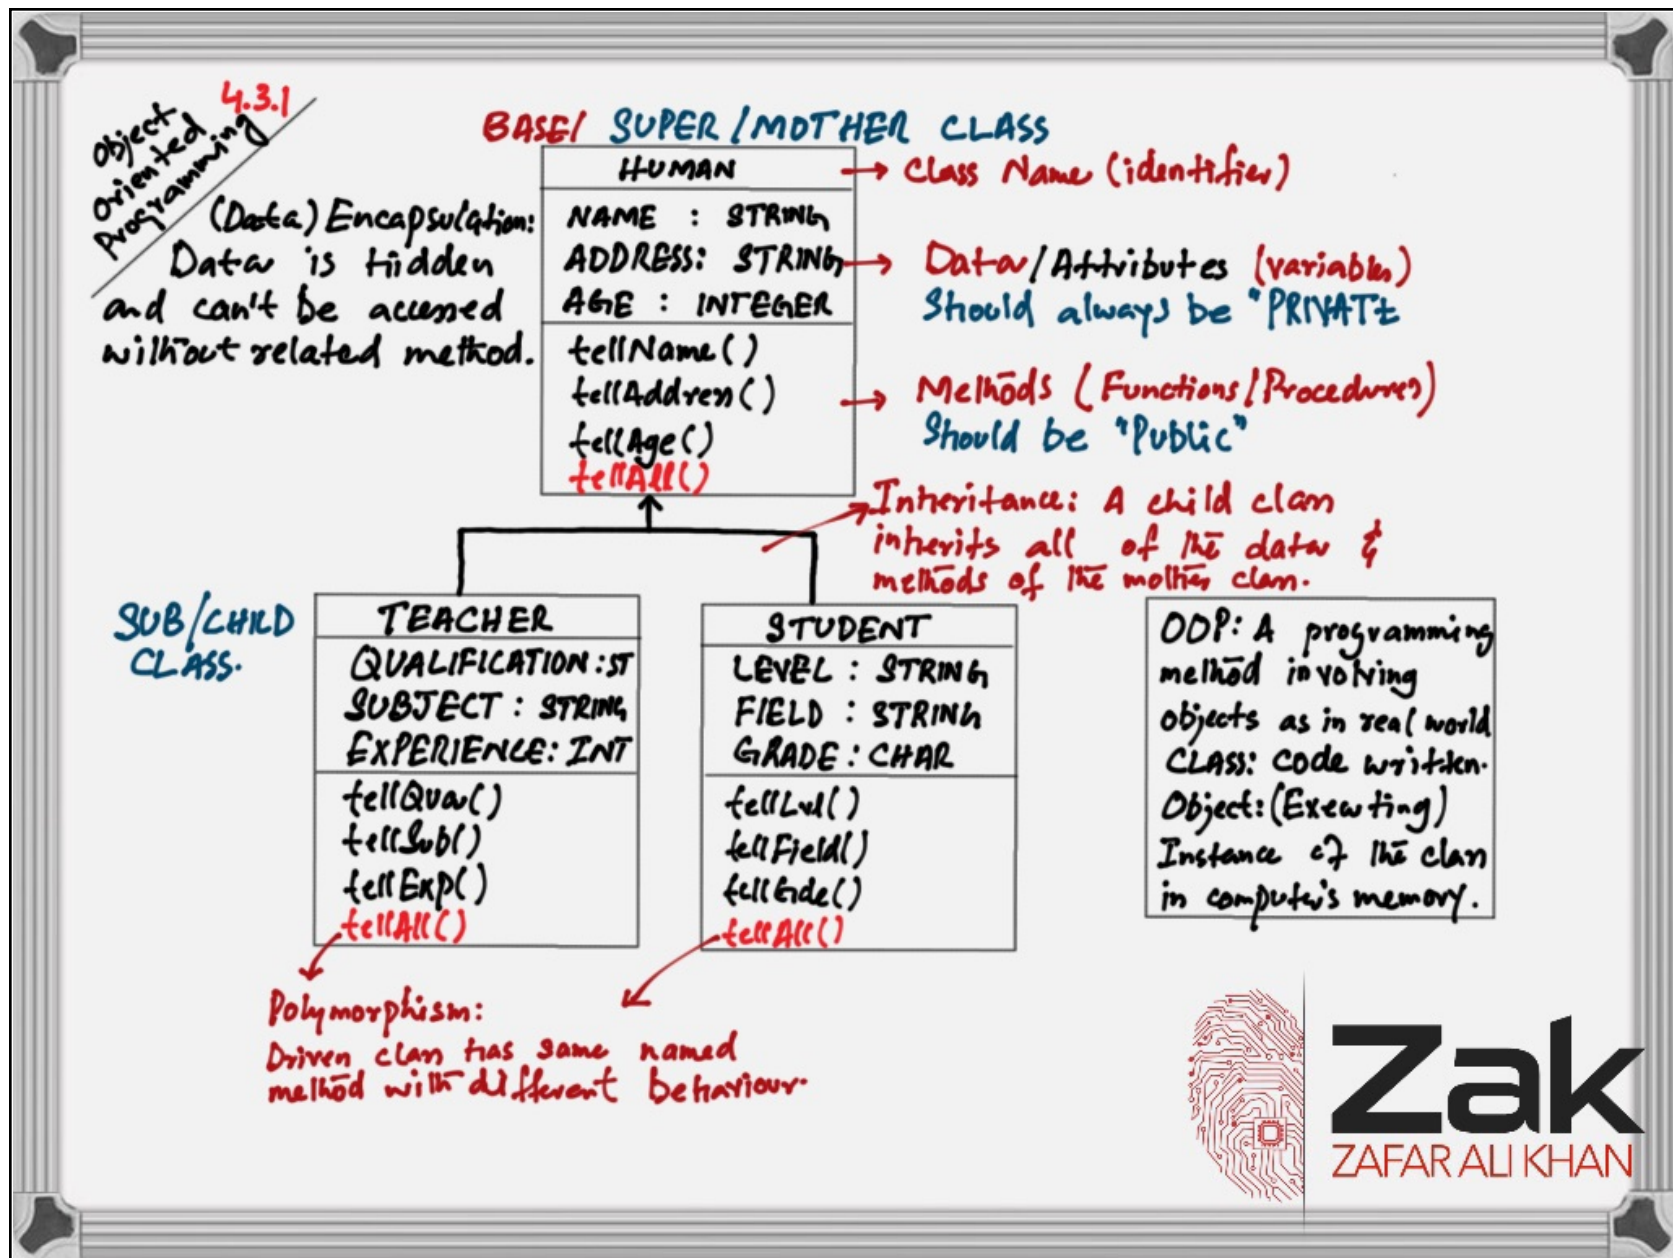 4.3.1
Object
Oriented
Programming
BASE/ SUPER/MOTHER CLASS
HUMAN
Class Name (identifier)
(Data) Encapsulation:
Data is Hidden
and can't be accessed
without related method.
NAME : STRING
ADDRESS: STRING
AGE : INTEGER
Data/Attributes (variables)
Should always be "PRIVATE
tellName()
tellAddress()
tellAge()
tellAll()
Methods (Functions/Procedures)
Should be "Public"
Inheritance: A child class
inherits all of the data &
methods of the mother class.
SUB/CHILD
CLASS.
TEACHER
QUALIFICATION:ST
SUBJECT : STRING
EXPERIENCE: INT
tellQua()
tellSub()
tellExp()
tellAll()
STUDENT
LEVEL : STRING
FIELD : STRING
GRADE : CHAR
tellLvl()
tellField()
tellGde()
tellAll()
OOP: A programming
method involving
objects as in real world
CLASS: Code written.
Object: (Executing)
Instance of the class
in computer's memory.
Polymorphism:
Driven class has same named
method with different behaviour.
Zak
ZAFAR ALI KHAN